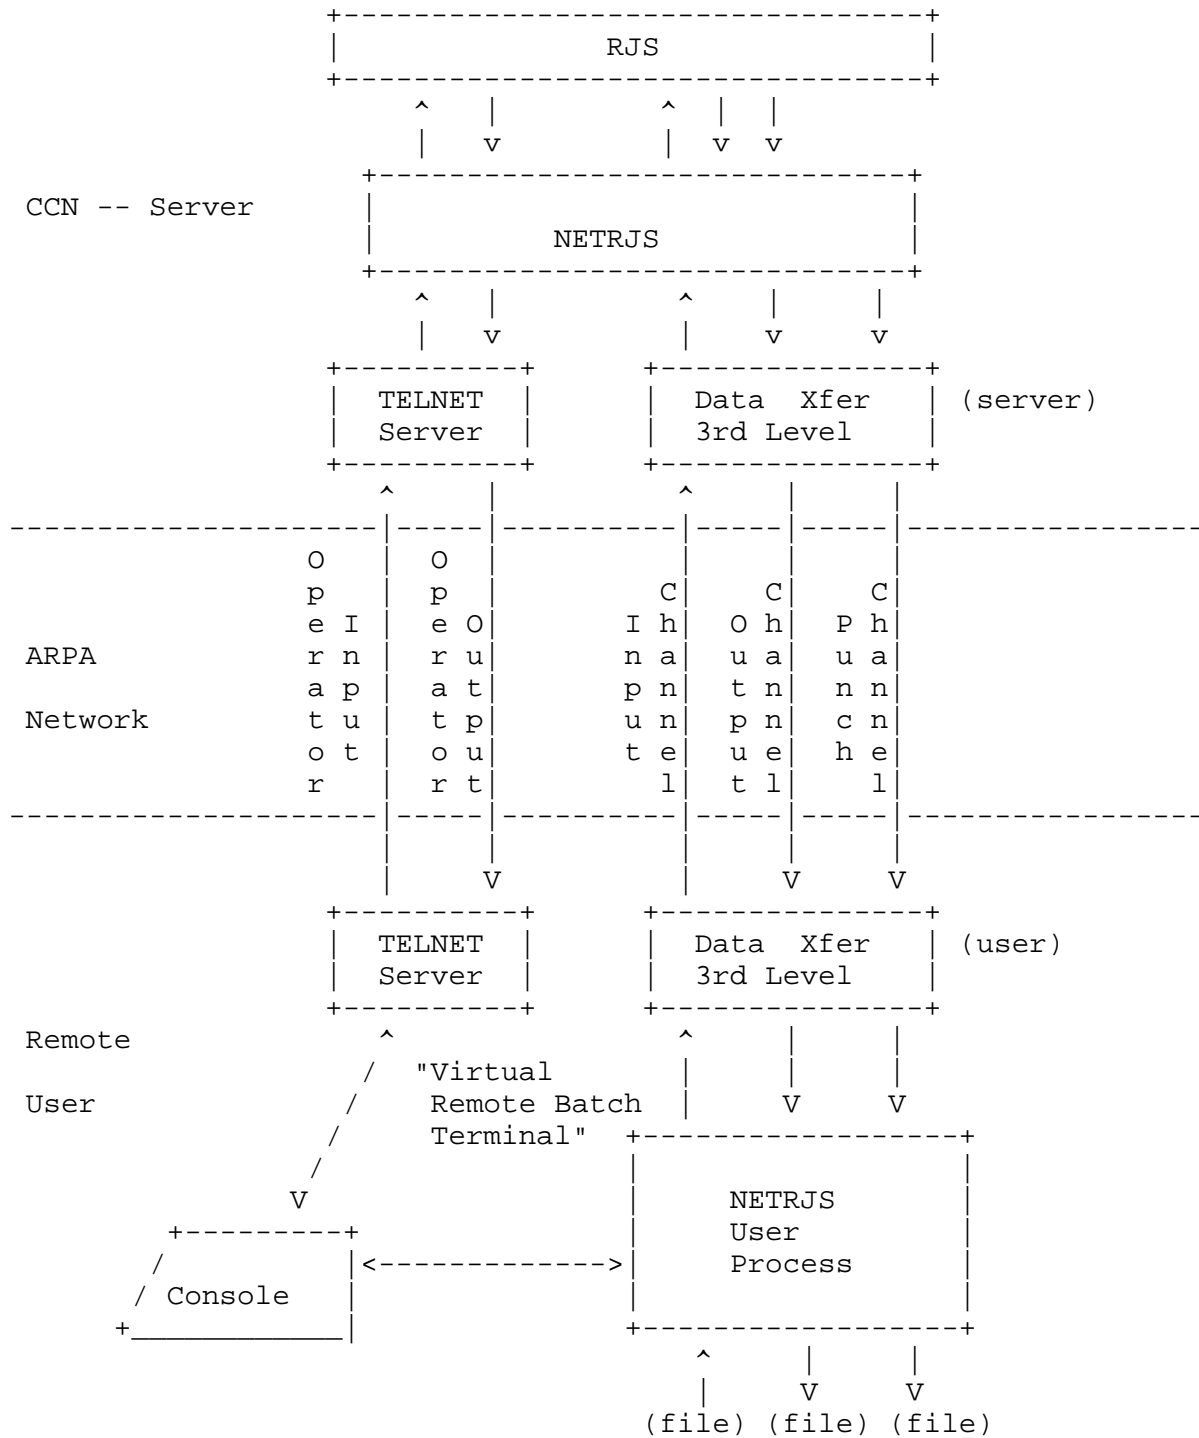 RJS
CCN -- Server
NETRJS
TELNET Server
Data Xfer 3rd Level
(server)
ARPA Network
Operator Input
Operator Output
Input Channel
Output Channel
Punch Channel
TELNET Server
Data Xfer 3rd Level
(user)
Remote User
"Virtual Remote Batch Terminal"
NETRJS User Process
Console
(file) (file) (file)